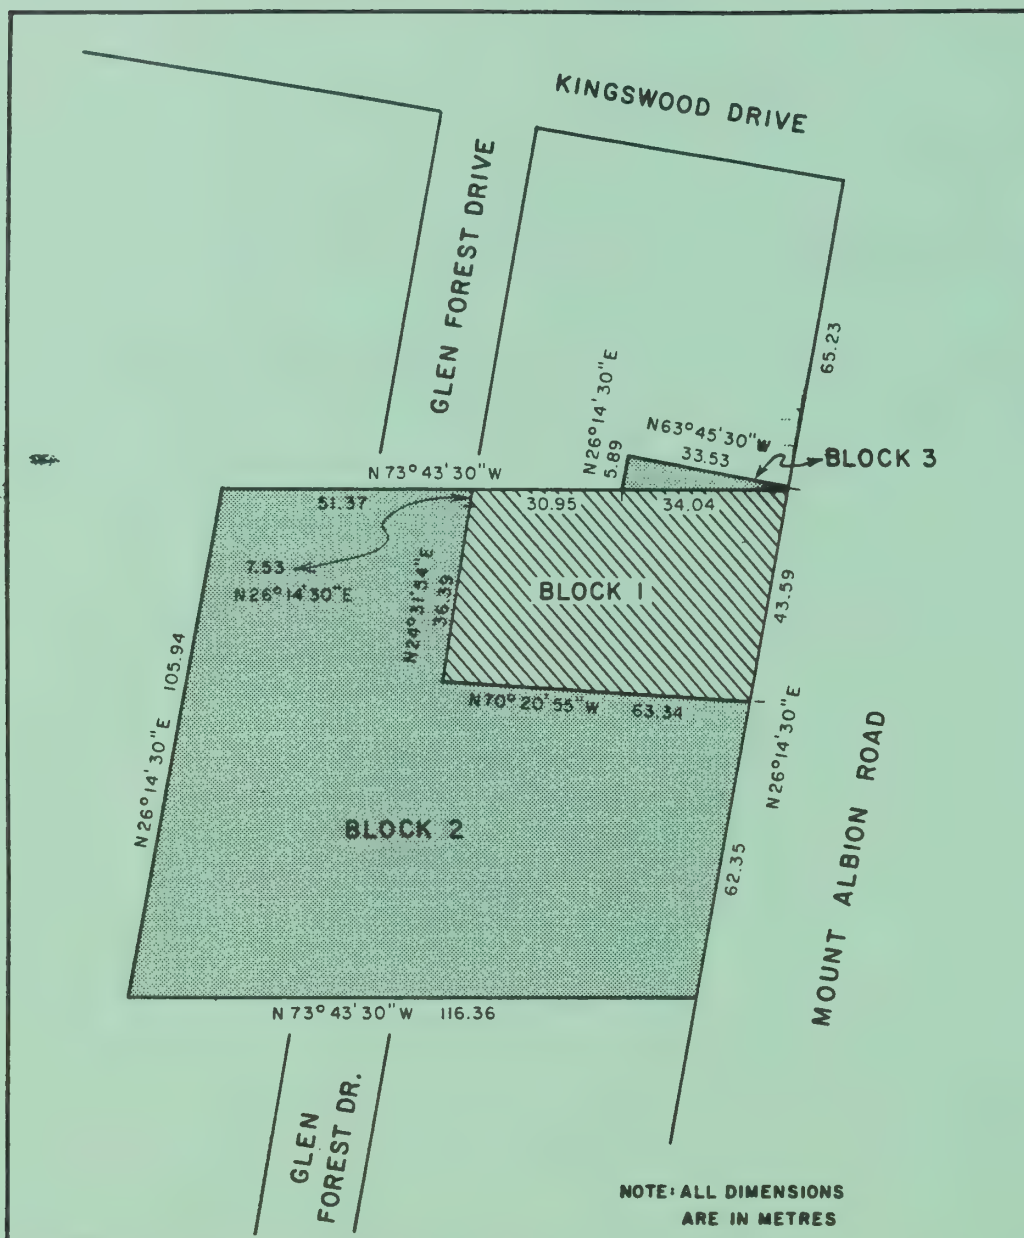 KINGSWOOD DRIVE
GLEN FOREST DRIVE
65.23
N26°14'30"E
5.89
N63°45'30"W
33.53
BLOCK 3
N 73°43'30"W
51.37
30.95
34.04
7.53
N26°14'30"E
N24°31'54"E
36.39
BLOCK 1
43.59
N70°20'55"W 63.34
N26°14'30"E
N26°14'30"E 105.94
BLOCK 2
62.35
MOUNT ALBION ROAD
N 73°43'30"W 116.36
GLEN
FOREST DR.
NOTE: ALL DIMENSIONS
ARE IN METRES